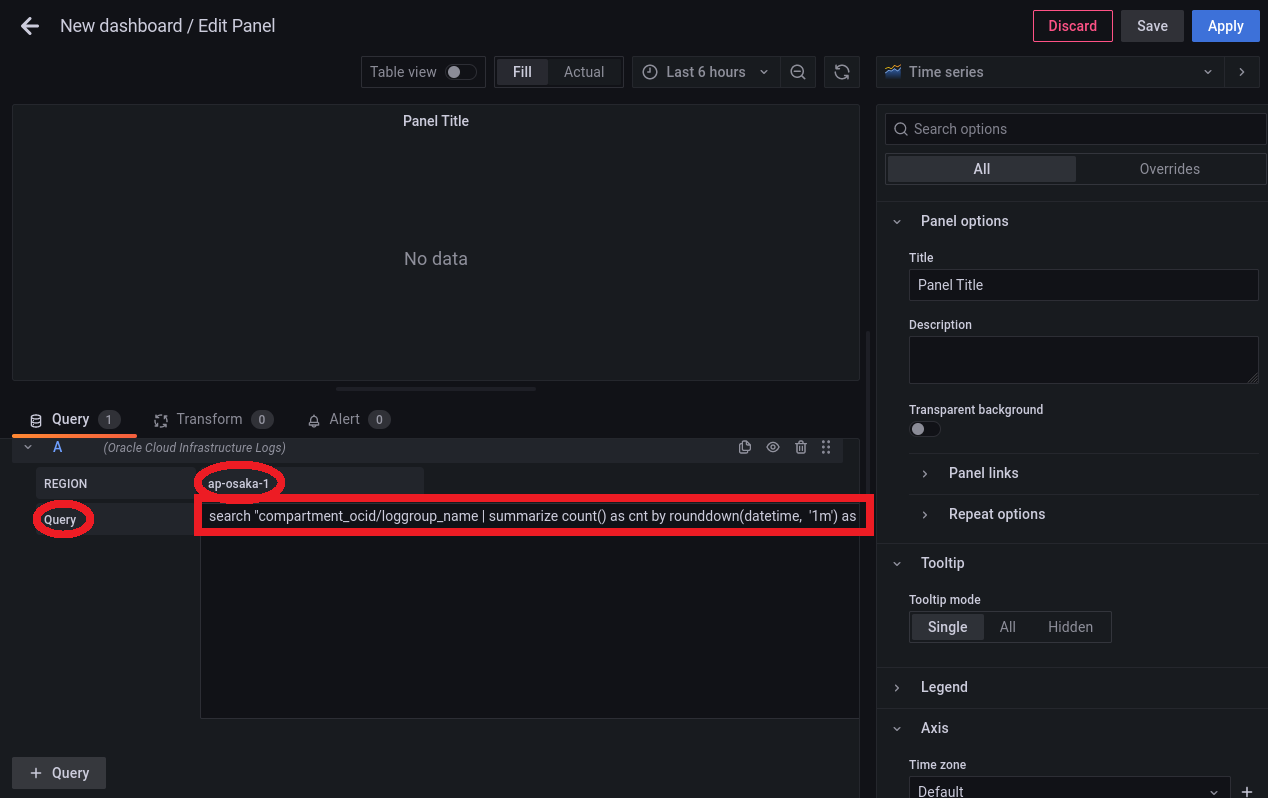 New dashboard / Edit Panel
Discard
Save
Apply
Table view
Fill
Actual
Last 6 hours
Time series
Panel Title
No data
Search options
All
Overrides
Panel options
Title
Panel Title
Description
Transparent background
Panel links
Repeat options
Tooltip
Tooltip mode
Single
All
Hidden
Legend
Axis
Time zone
Default
Query 1
Transform 0
Alert 0
A (Oracle Cloud Infrastructure Logs)
REGION ap-osaka-1
Query search "compartment_ocid/loggroup_name | summarize count() as cnt by rounddown(datetime, '1m') as
+ Query